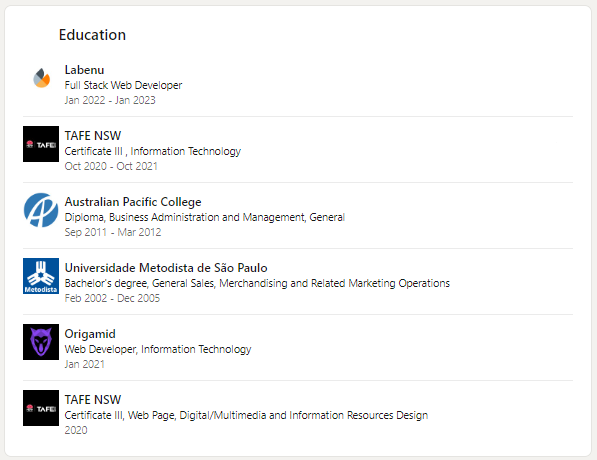 Education
Labenu
Full Stack Web Developer
Jan 2022 - Jan 2023
TAFE
TAFE NSW
Certificate III , Information Technology
Oct 2020 - Oct 2021
Australian Pacific College
Diploma, Business Administration and Management, General
Sep 2011 - Mar 2012
Metodista
Universidade Metodista de São Paulo
Bachelor's degree, General Sales, Merchandising and Related Marketing Operations
Feb 2002 - Dec 2005
Origamid
Web Developer, Information Technology
Jan 2021
TAFE
TAFE NSW
Certificate III, Web Page, Digital/Multimedia and Information Resources Design
2020